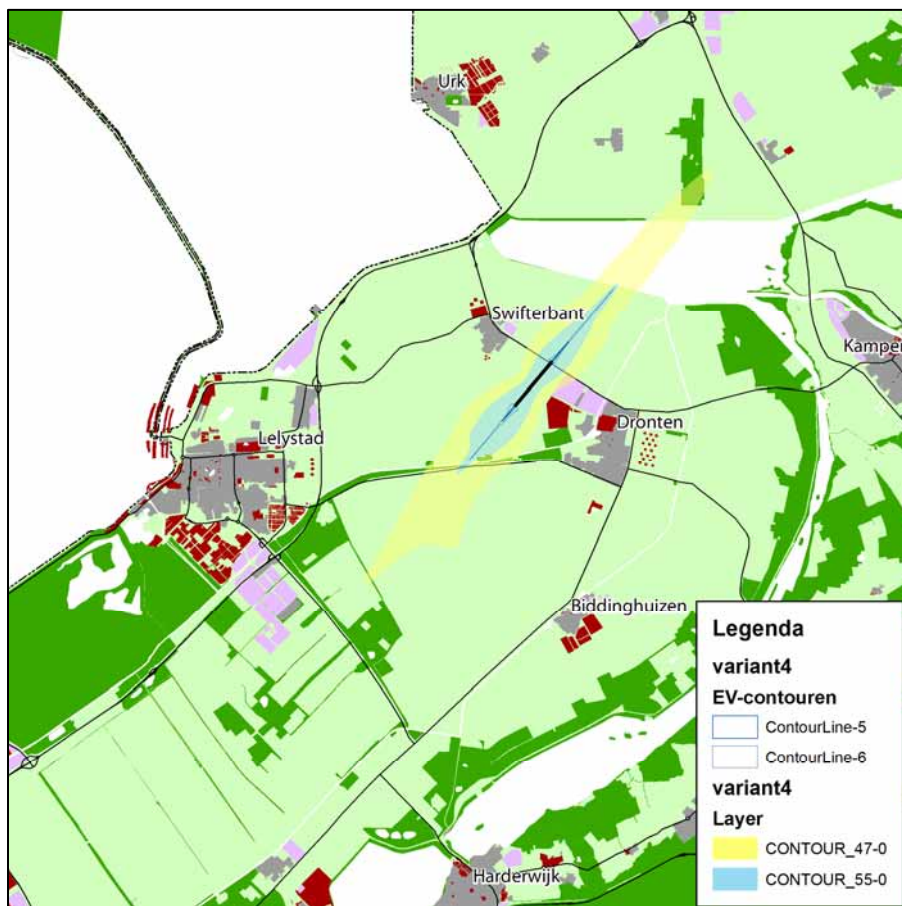 Urk
Swifterbant
Kampen
Lelystad
Dronten
Biddinghuizen
Harderwijk
Legenda
variant4
EV-contouren
ContourLine-5
ContourLine-6
variant4
Layer
CONTOUR_47-0
CONTOUR_55-0